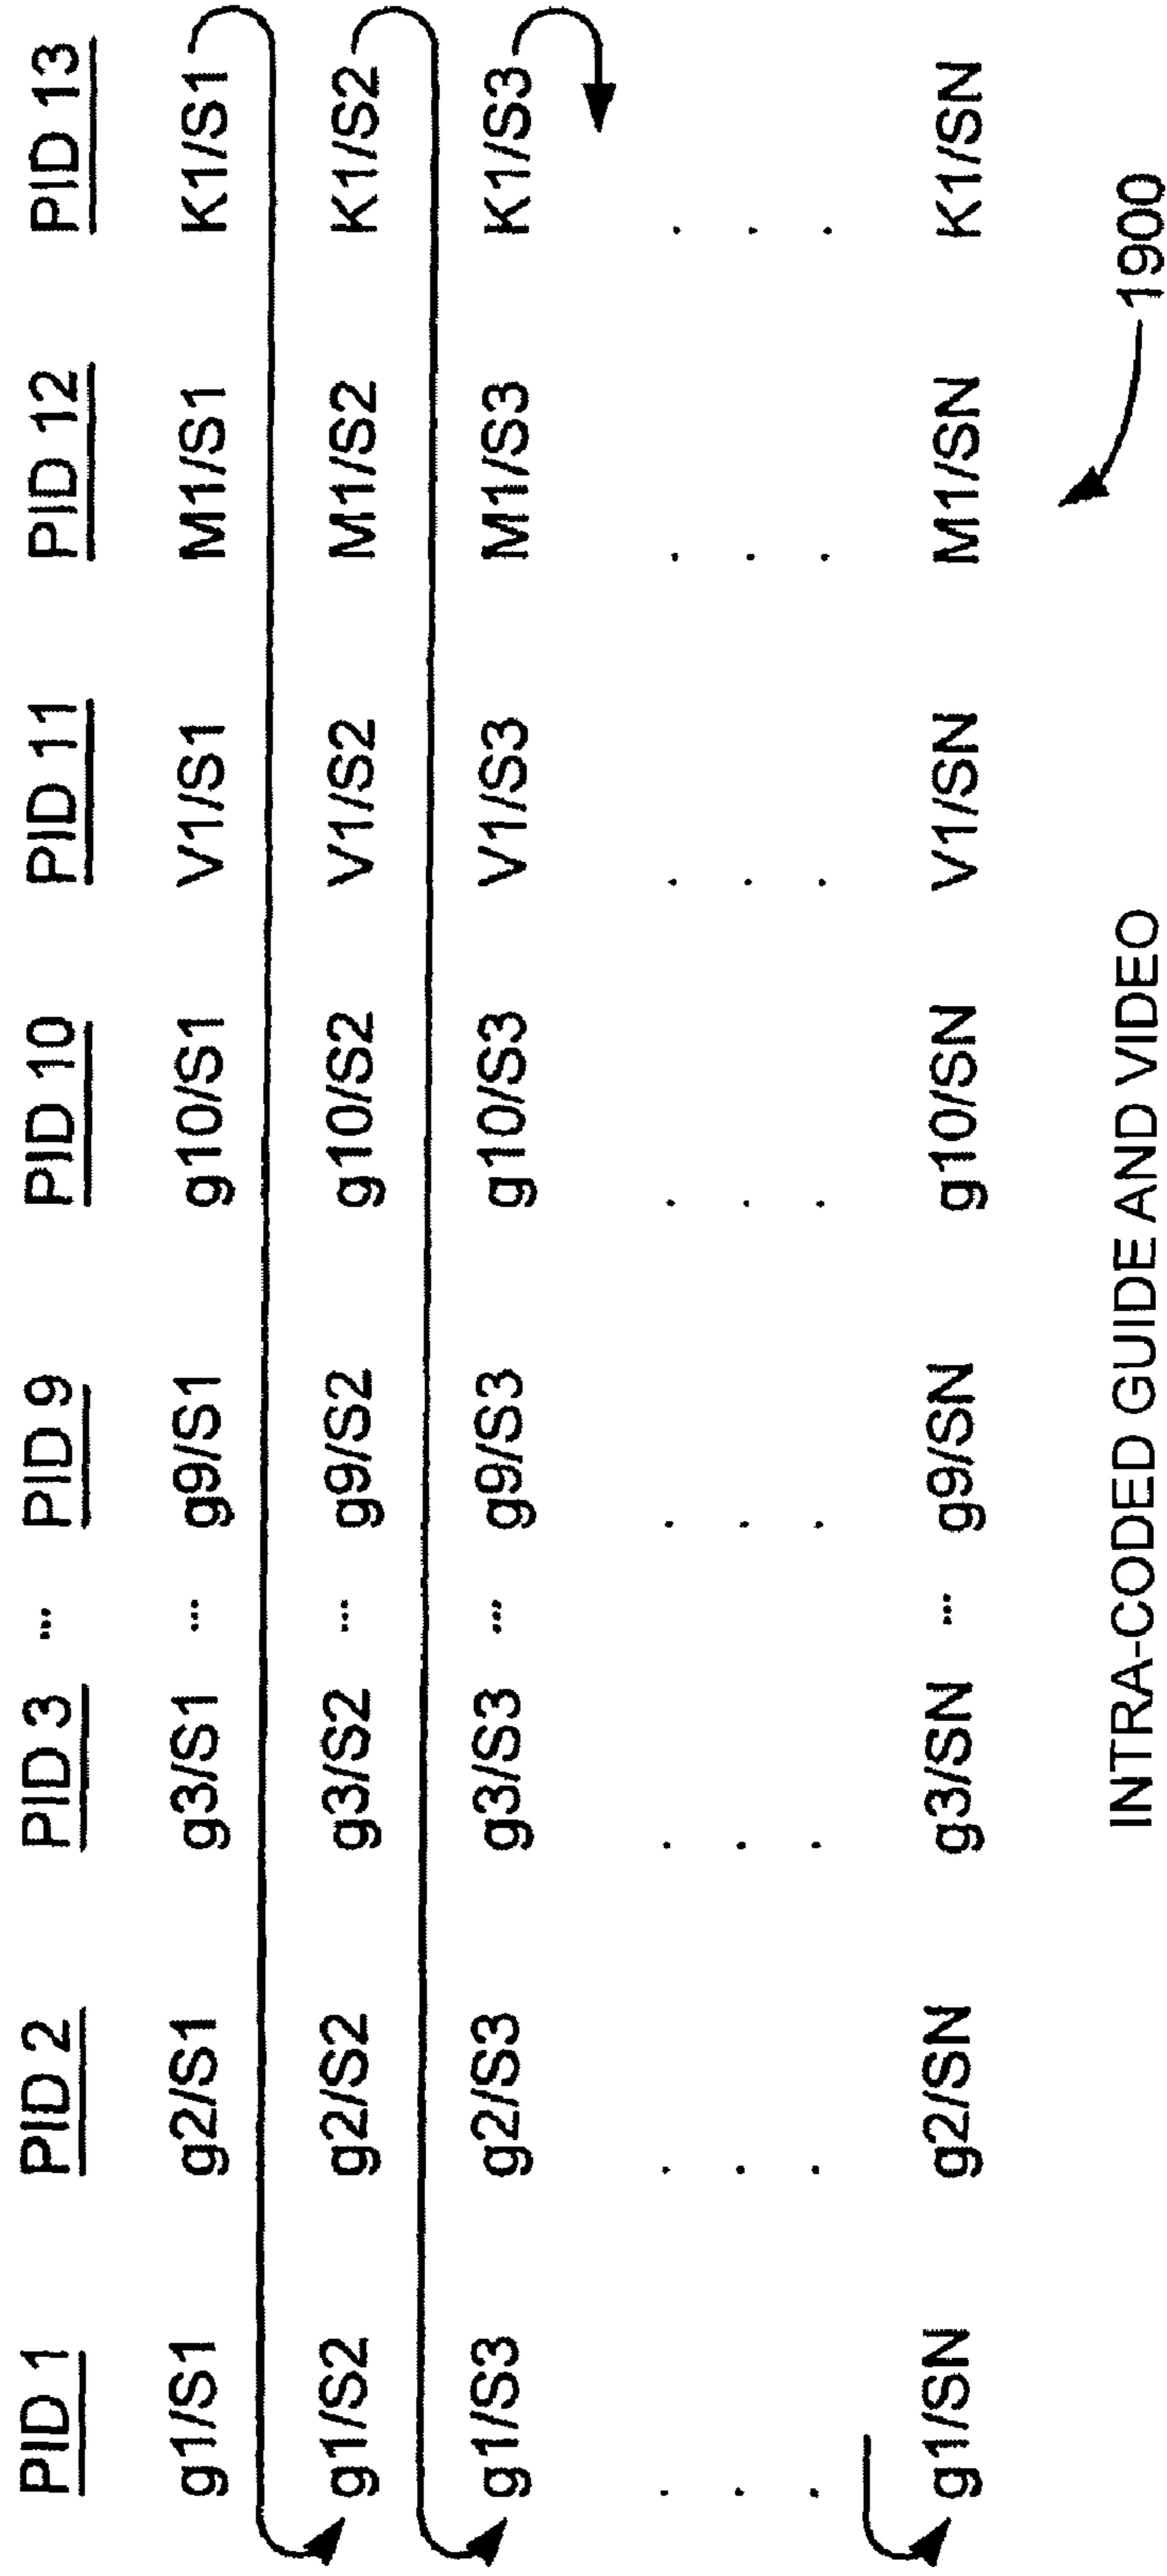 PID 1 PID 2 PID 3 ... PID 9 PID 10 PID 11 PID 12 PID 13
g1/S1 g2/S1 g3/S1 ... g9/S1 g10/S1 V1/S1 M1/S1 K1/S1
g1/S2 g2/S2 g3/S2 ... g9/S2 g10/S2 V1/S2 M1/S2 K1/S2
g1/S3 g2/S3 g3/S3 ... g9/S3 g10/S3 V1/S3 M1/S3 K1/S3
. . . . . . . .
. . . . . . . .
. . . . . . . .
g1/SN g2/SN g3/SN ... g9/SN g10/SN V1/SN M1/SN K1/SN
INTRA-CODED GUIDE AND VIDEO
1900